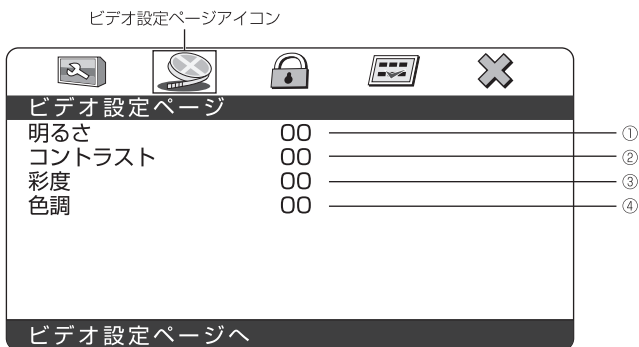 ビデオ設定ページアイコン
ビデオ設定ページ
明るさ 00 ①
コントラスト 00 ②
彩度 00 ③
色調 00 ④
ビデオ設定ページへ